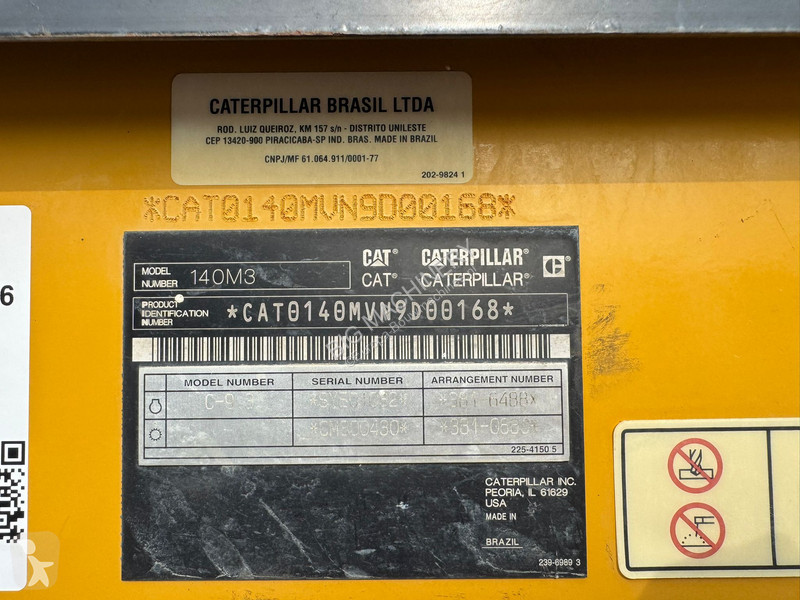 CATERPILLAR BRASIL LTDA
ROD. LUIZ QUEIROZ, KM 157 s/n - DISTRITO UNILESTE
CEP 13420-900 PIRACICABA-SP IND. BRAS. MADE IN BRAZIL
CNPJ/MF 61.064.911/0001-77
202-9824 1
*CAT0140MVN9D00168*
CAT® CATERPILLAR®
MODEL NUMBER 140M3
CAT® CATERPILLAR®
PRODUCT IDENTIFICATION NUMBER *CAT0140MVN9D00168*
MODEL NUMBER SERIAL NUMBER ARRANGEMENT NUMBER
225-4150 5
CATERPILLAR INC.
PEORIA, IL 61629
USA
MADE IN
BRAZIL
239-6989 3
6